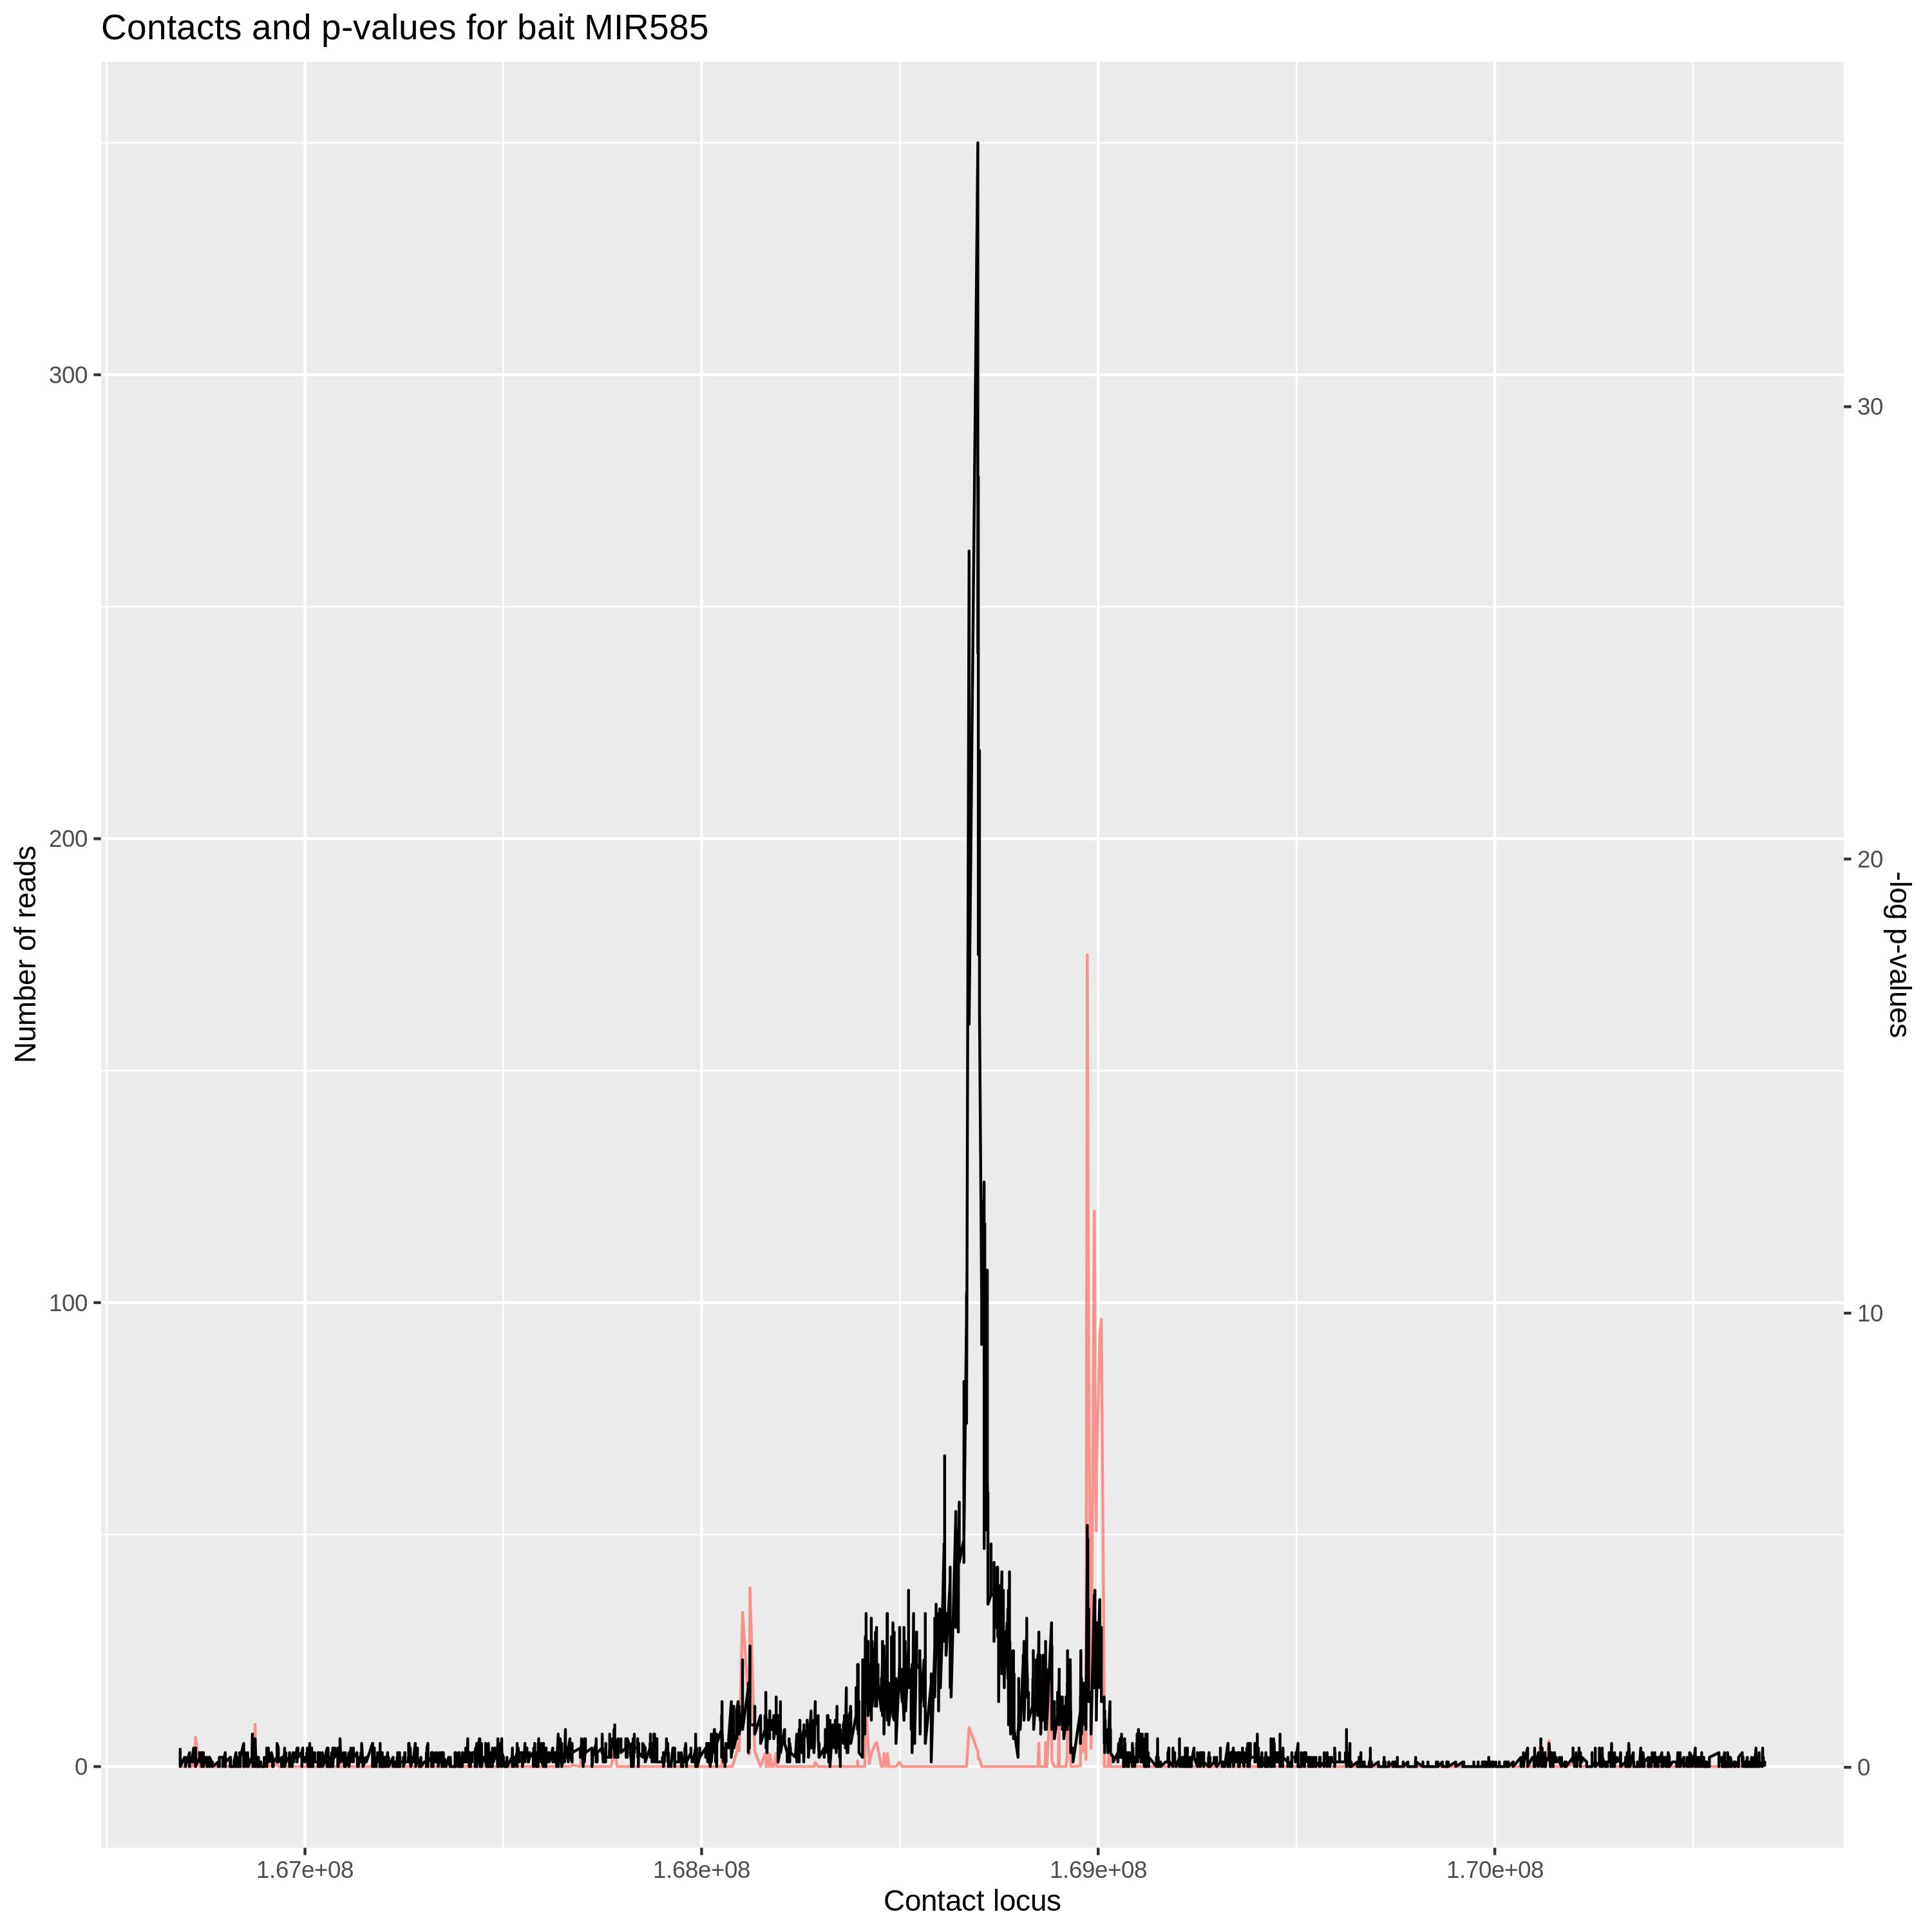 Contacts and p-values for bait MIR585
Number of reads
300
200
100
0
30
20
10
0
-log p-values
1.67e+08 1.68e+08 1.69e+08 1.70e+08
Contact locus